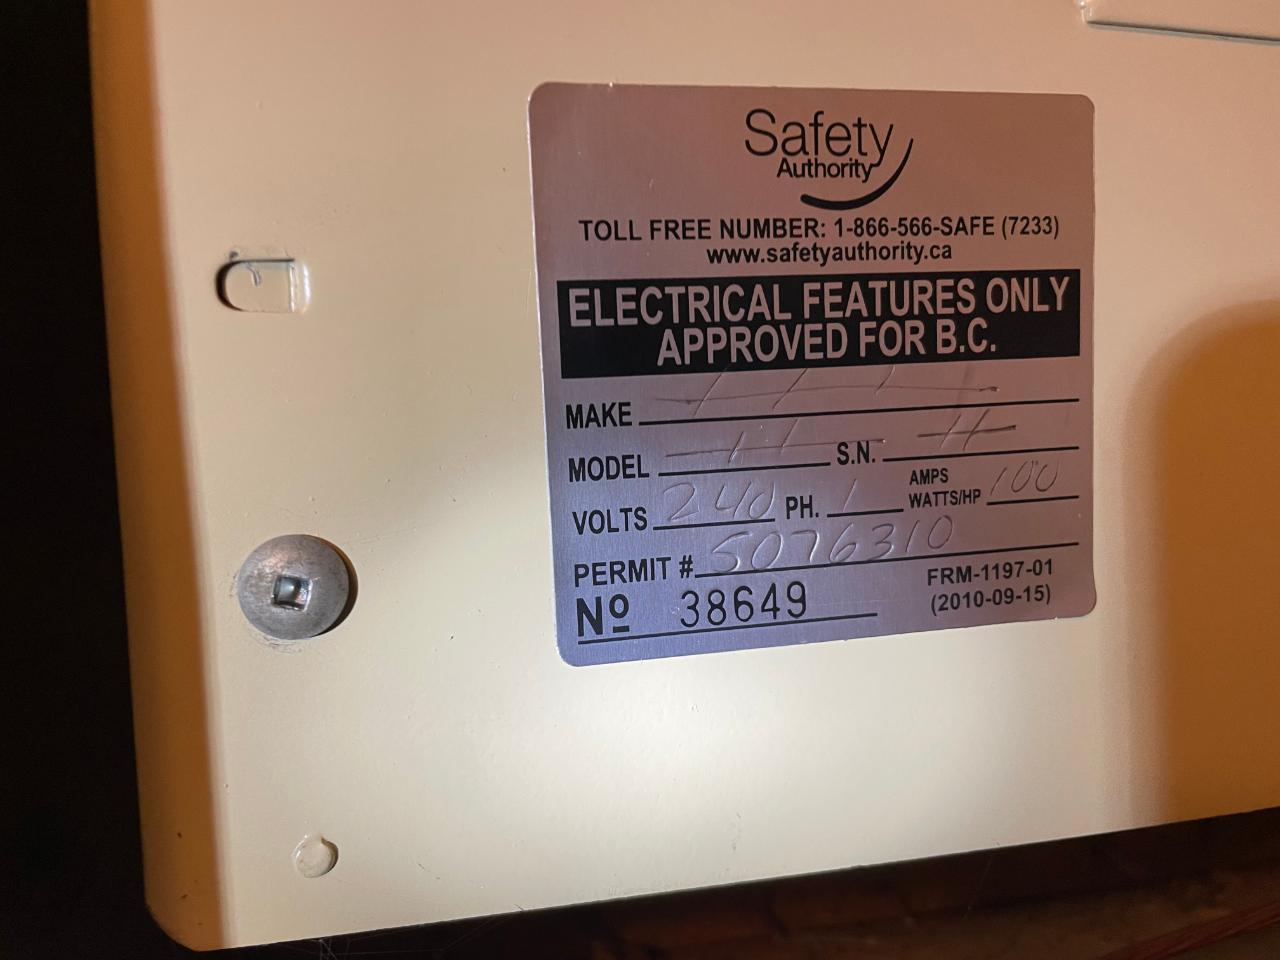 Safety
Authority
TOLL FREE NUMBER: 1-866-566-SAFE (7233)
www.safetyauthority.ca
ELECTRICAL FEATURES ONLY
APPROVED FOR B.C.
MAKE
MODEL S.N.
VOLTS 240 PH. 1 AMPS WATTS/HP 100
PERMIT # 5076310
Nº 38649
FRM-1197-01
(2010-09-15)